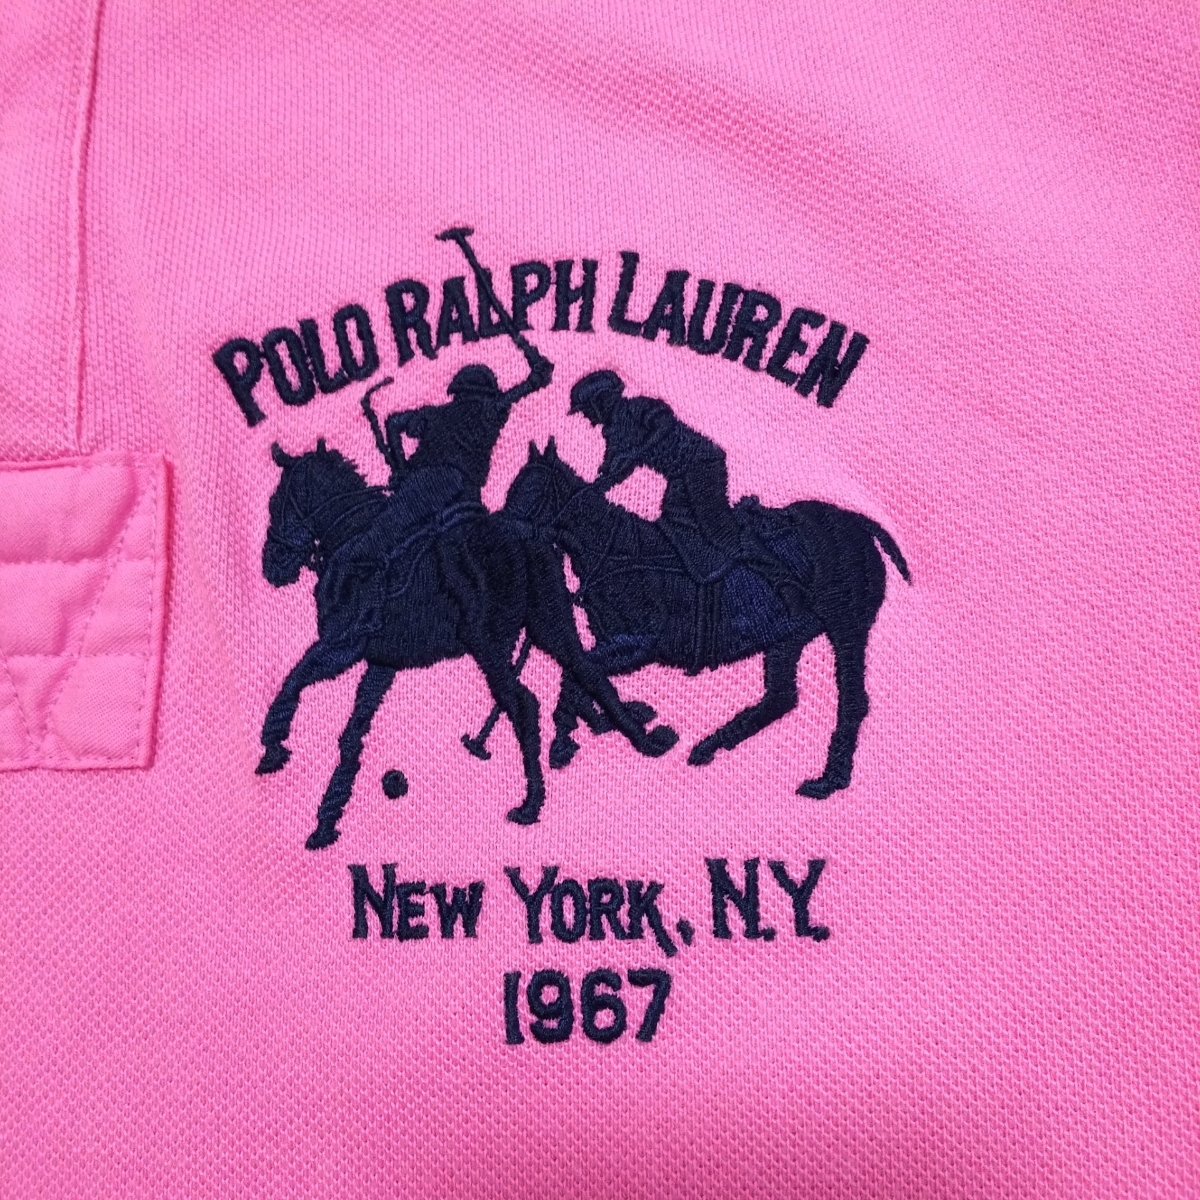 POLO RALPH LAUREN
NEW YORK, N.Y.
1967